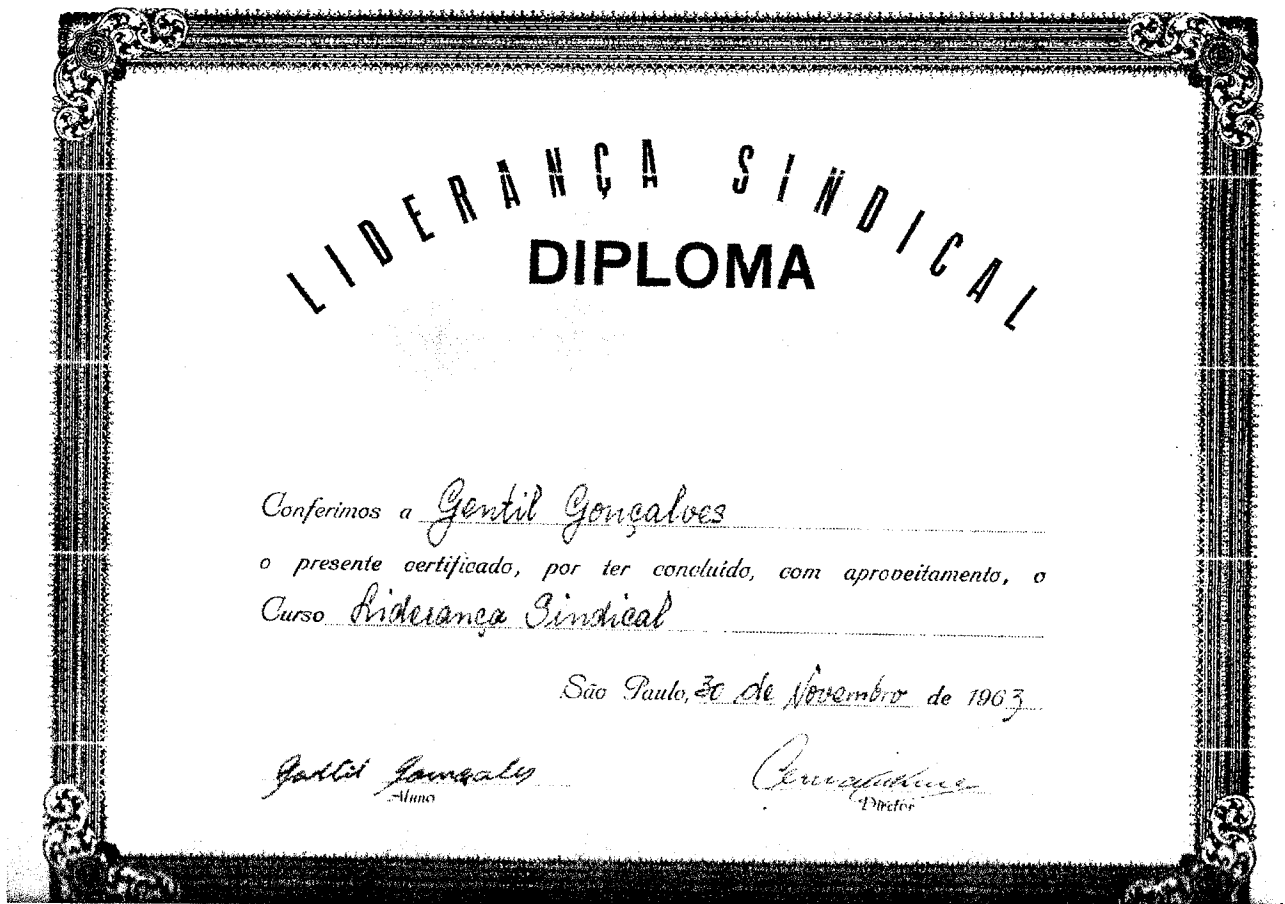 LIDERANÇA SINDICAL
DIPLOMA
Conferimos a Gentil Gonçalves
o presente certificado, por ter concluído, com aproveitamento, o
Curso Liderança Sindical
São Paulo, 30 de Novembro de 1963
Gentil Gonçalves
Aluno
Diretor